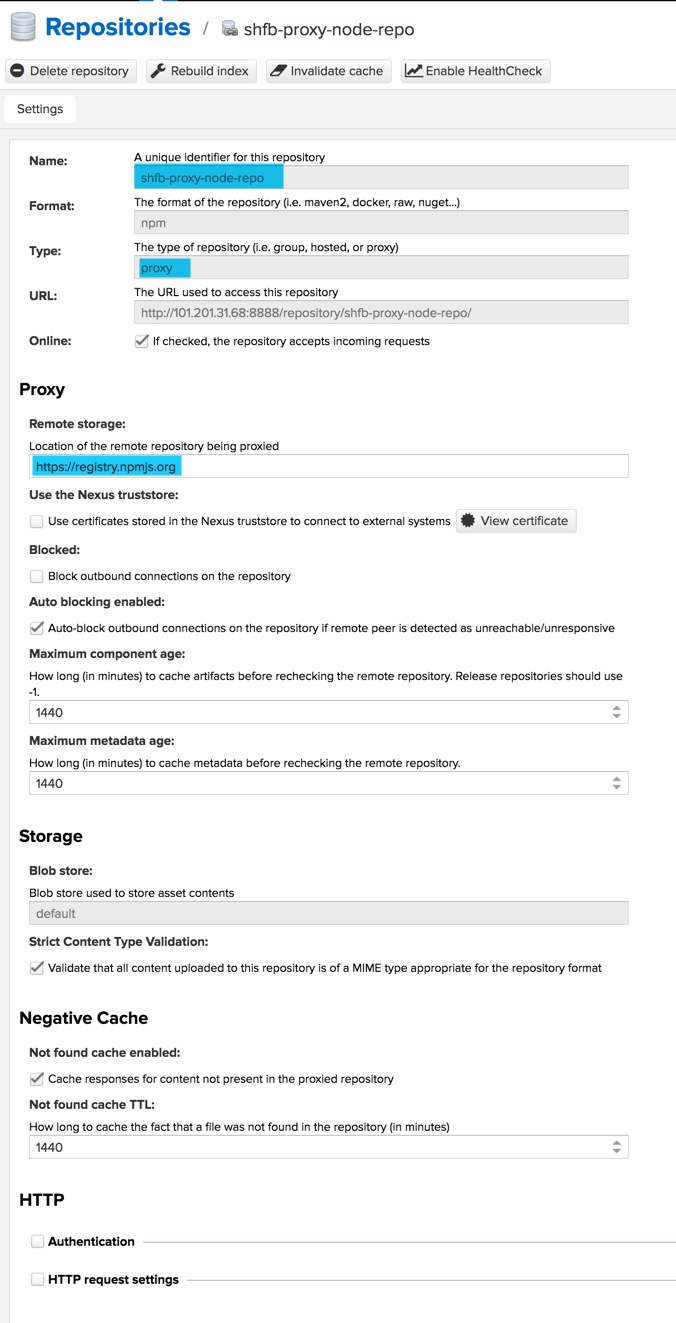 Repositories / shfb-proxy-node-repo
Delete repository Rebuild index Invalidate cache Enable HealthCheck
Settings
Name: A unique identifier for this repository
shfb-proxy-node-repo
Format: The format of the repository (i.e. maven2, docker, raw, nuget...)
npm
Type: The type of repository (i.e. group, hosted, or proxy)
proxy
URL: The URL used to access this repository
http://101.201.31.68:8888/repository/shfb-proxy-node-repo/
Online: If checked, the repository accepts incoming requests
Proxy
Remote storage:
Location of the remote repository being proxied
https://registry.npmjs.org
Use the Nexus truststore:
Use certificates stored in the Nexus truststore to connect to external systems View certificate
Blocked:
Block outbound connections on the repository
Auto blocking enabled:
Auto-block outbound connections on the repository if remote peer is detected as unreachable/unresponsive
Maximum component age:
How long (in minutes) to cache artifacts before rechecking the remote repository. Release repositories should use
-1.
1440
Maximum metadata age:
How long (in minutes) to cache metadata before rechecking the remote repository.
1440
Storage
Blob store:
Blob store used to store asset contents
default
Strict Content Type Validation:
Validate that all content uploaded to this repository is of a MIME type appropriate for the repository format
Negative Cache
Not found cache enabled:
Cache responses for content not present in the proxied repository
Not found cache TTL:
How long to cache the fact that a file was not found in the repository (in minutes)
1440
HTTP
Authentication
HTTP request settings